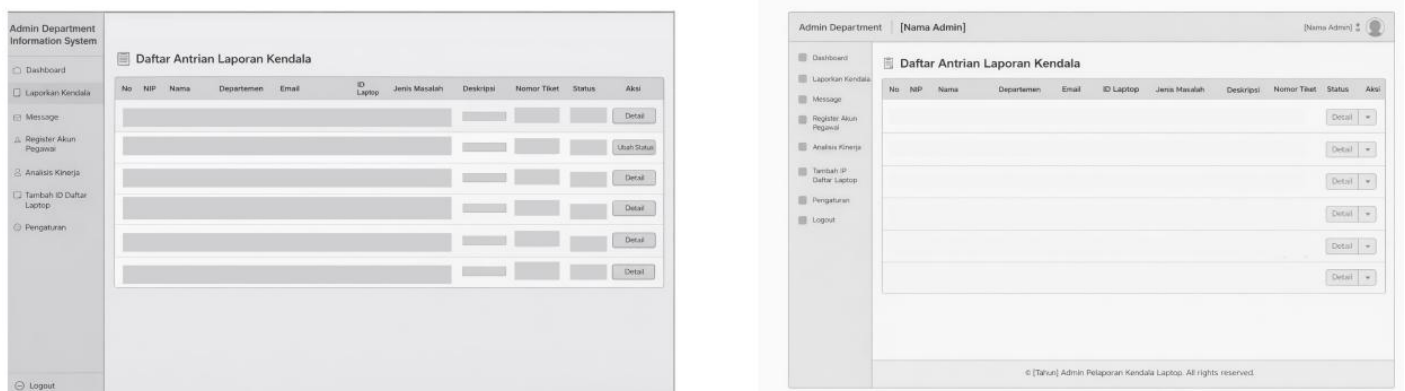 Admin Department
Information System
Dashboard
Laporkan Kendala
Message
Register Akun
Pegawai
Analisis Kinerja
Tambah ID Daftar
Laptop
Pengaturan
Logout
Daftar Antrian Laporan Kendala
No NIP Nama Departemen Email ID Laptop Jenis Masalah Deskripsi Nomor Tiket Status Aksi
Detail
Ubah Status
Detail
Detail
Detail
Detail
Admin Department [Nama Admin] [Nama Admin]
Dashboard
Laporkan Kendala
Message
Register Akun
Pegawai
Analisis Kinerja
Tambah IP
Daftar Laptop
Pengaturan
Logout
Daftar Antrian Laporan Kendala
No NIP Nama Departemen Email ID Laptop Jenis Masalah Deskripsi Nomor Tiket Status Aksi
Detail
Detail
Detail
Detail
Detail
Detail
© [Tahun] Admin Pelaporan Kendala Laptop. All rights reserved.